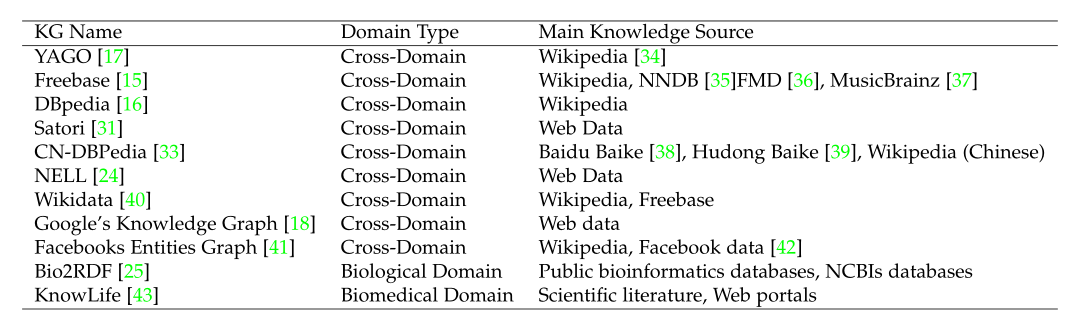 KG Name Domain Type Main Knowledge Source
YAGO [17] Cross-Domain Wikipedia [34]
Freebase [15] Cross-Domain Wikipedia, NNDB [35]FMD [36], MusicBrainz [37]
DBpedia [16] Cross-Domain Wikipedia
Satori [31] Cross-Domain Web Data
CN-DBPedia [33] Cross-Domain Baidu Baike [38], Hudong Baike [39], Wikipedia (Chinese)
NELL [24] Cross-Domain Web Data
Wikidata [40] Cross-Domain Wikipedia, Freebase
Google’s Knowledge Graph [18] Cross-Domain Web data
Facebooks Entities Graph [41] Cross-Domain Wikipedia, Facebook data [42]
Bio2RDF [25] Biological Domain Public bioinformatics databases, NCBIs databases
KnowLife [43] Biomedical Domain Scientific literature, Web portals